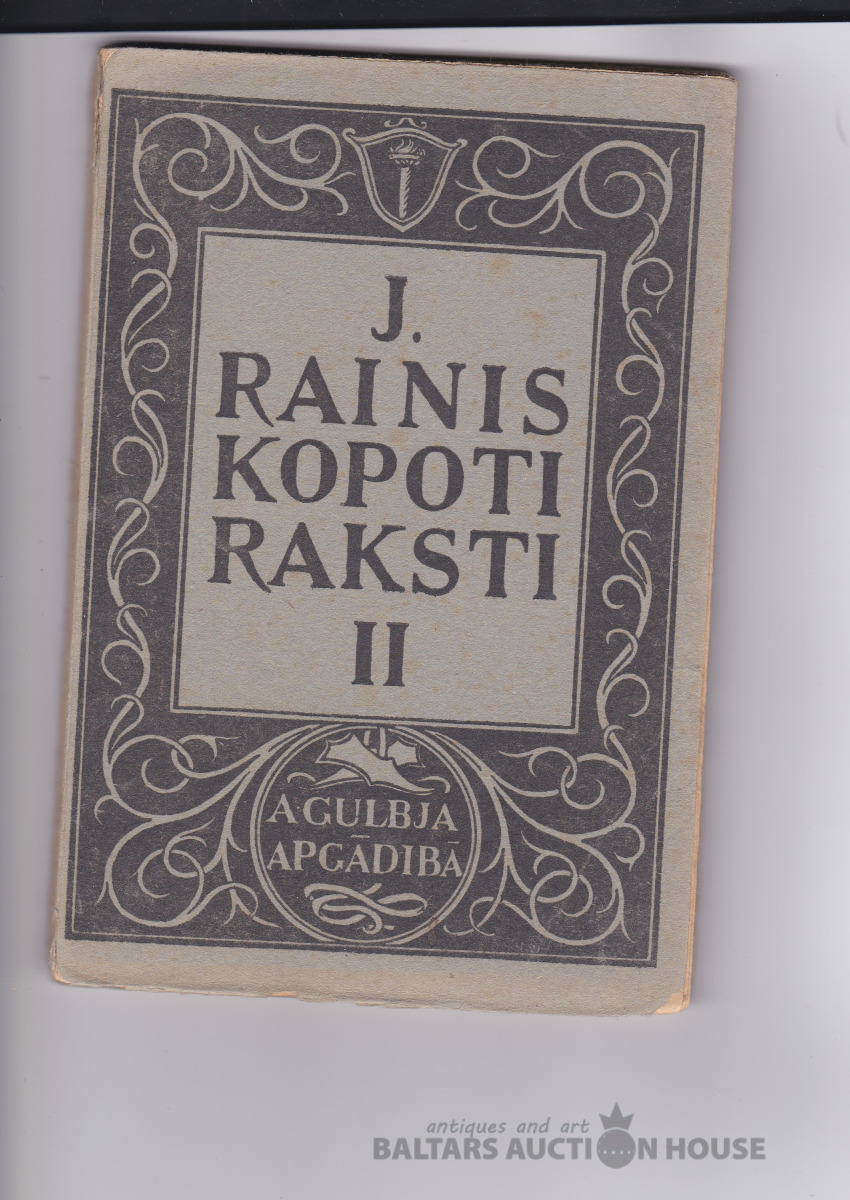 J.
RAINIS
KOPOTI
RAKSTI
II
A·GULBJA
APGĀDIBĀ
antiques and art
BALTARS AUCTION HOUSE